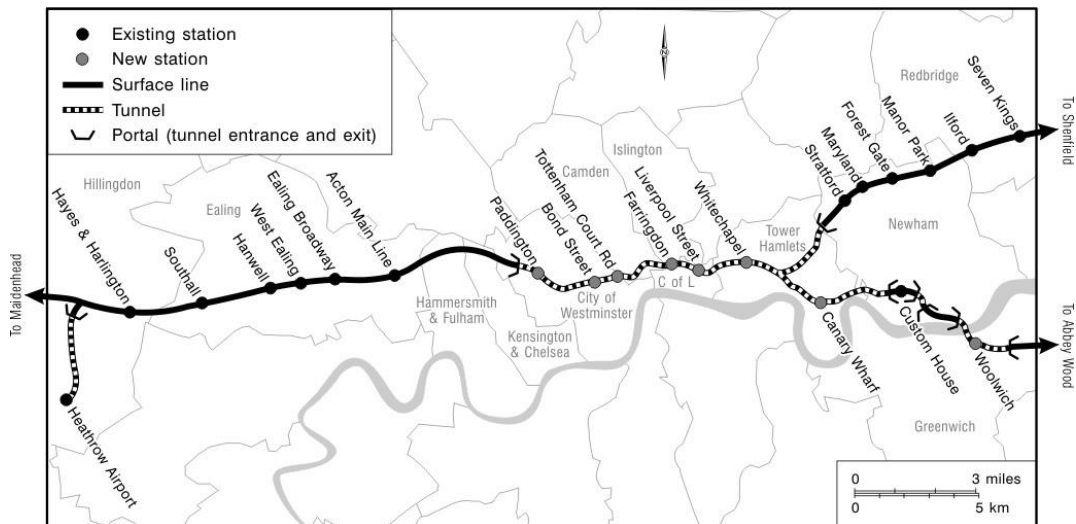 Existing station
New station
Surface line
Tunnel
Portal (tunnel entrance and exit)
N
Redbridge
Seven Kings
Ilford
Manor Park
Forest Gate
Maryland
Stratford
To Shenfield
Islington
Camden
Hillingdon
Ealing
Newham
Tower
Hamlets
Hayes & Harlington
Southall
Hanwell
West Ealing
Ealing Broadway
Acton Main Line
Paddington
Bond Street
Tottenham Court Rd
Farringdon
Liverpool Street
Whitechapel
C of L
City of
Westminster
Hammersmith
& Fulham
Kensington
& Chelsea
To Maidenhead
Heathrow Airport
Canary Wharf
Custom House
Woolwich
To Abbey Wood
Greenwich
0 3 miles
0 5 km